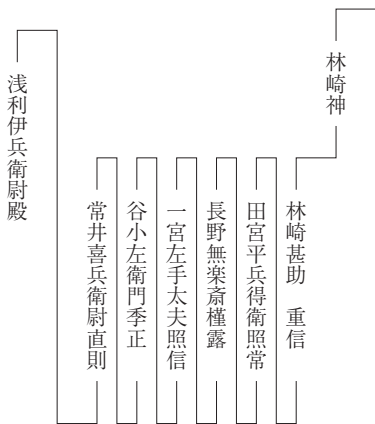 林崎神
林崎甚助　重信
田宮平兵得衛照常
長野無楽斎槿露
一宮左手太夫照信
谷小左衛門季正
常井喜兵衛尉直則
浅利伊兵衛尉殿